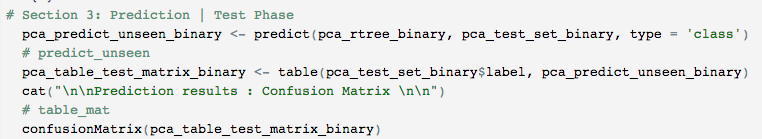 # Section 3: Prediction | Test Phase
pca_predict_unseen_binary <- predict(pca_rtree_binary, pca_test_set_binary, type = 'class')
# predict_unseen
pca_table_test_matrix_binary <- table(pca_test_set_binary$label, pca_predict_unseen_binary)
cat("\n\nPrediction results : Confusion Matrix \n\n")
# table_mat
confusionMatrix(pca_table_test_matrix_binary)